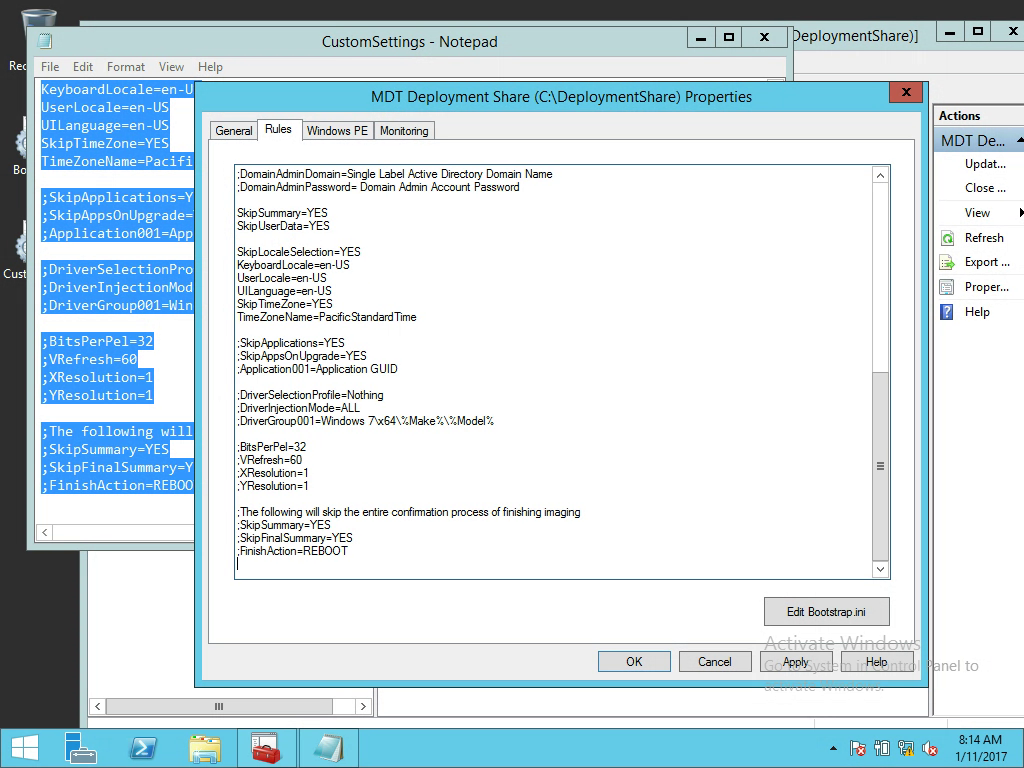 Rec
Bo
Cust
CustomSettings - Notepad
DeploymentShare)]
File Edit Format View Help
KeyboardLocale=en-U
UserLocale=en-US
UILanguage=en-US
SkipTimeZone=YES
TimeZoneName=Pacifi
;SkipApplications=Y
;SkipAppsOnUpgrade=
;Application001=App
;DriverSelectionPro
;DriverInjectionMod
;DriverGroup001=Win
;BitsPerPel=32
;VRefresh=60
;XResolution=1
;YResolution=1
;The following will
;SkipSummary=YES
;SkipFinalSummary=Y
;FinishAction=REBOO
MDT Deployment Share (C:\DeploymentShare) Properties
General Rules Windows PE Monitoring
;DomainAdminDomain=Single Label Active Directory Domain Name
;DomainAdminPassword= Domain Admin Account Password
SkipSummary=YES
SkipUserData=YES
SkipLocaleSelection=YES
KeyboardLocale=en-US
UserLocale=en-US
UILanguage=en-US
SkipTimeZone=YES
TimeZoneName=PacificStandardTime
;SkipApplications=YES
;SkipAppsOnUpgrade=YES
;Application001=Application GUID
;DriverSelectionProfile=Nothing
;DriverInjectionMode=ALL
;DriverGroup001=Windows 7\x64\%Make%\%Model%
;BitsPerPel=32
;VRefresh=60
;XResolution=1
;YResolution=1
;The following will skip the entire confirmation process of finishing imaging
;SkipSummary=YES
;SkipFinalSummary=YES
;FinishAction=REBOOT
Edit Bootstrap.ini
OK Cancel Apply Help
Actions
MDT De...
Updat...
Close ...
View
Refresh
Export ...
Proper...
Help
Activate Windows
Go to System in Control Panel to
activate Windows.
8:14 AM
1/11/2017